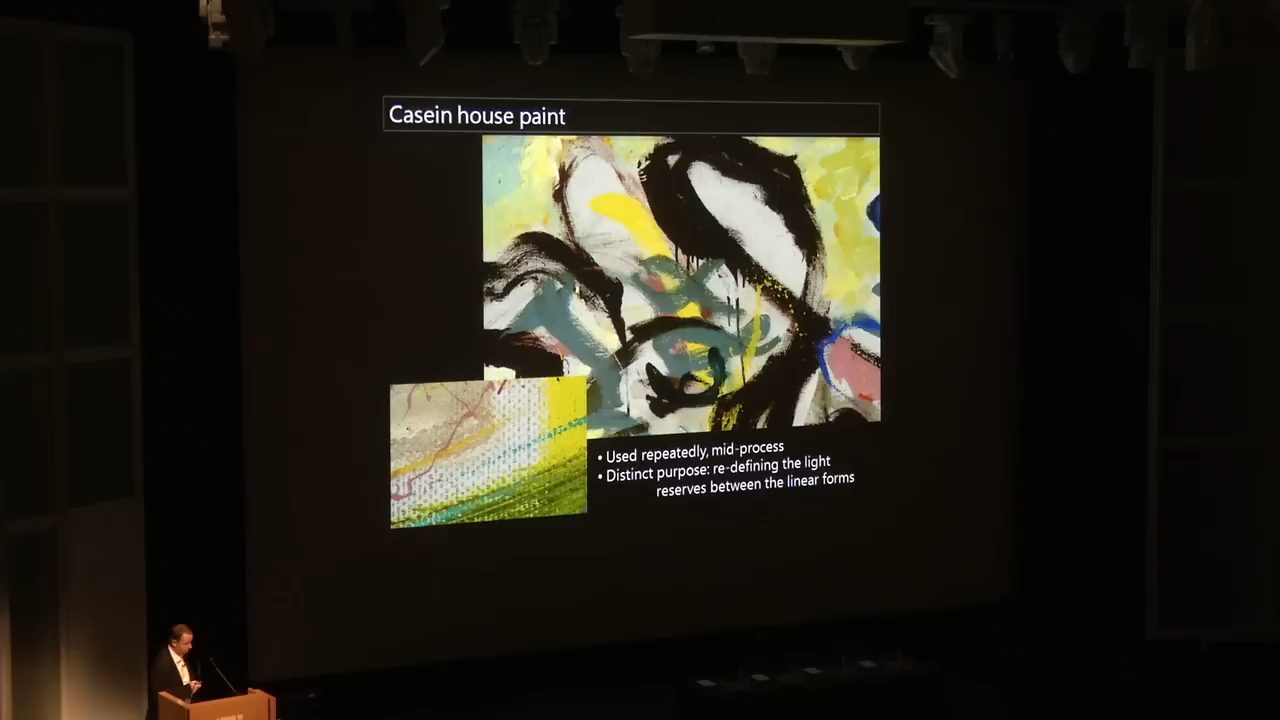 Casein house paint
• Used repeatedly, mid-process
• Distinct purpose: re-defining the light
reserves between the linear forms